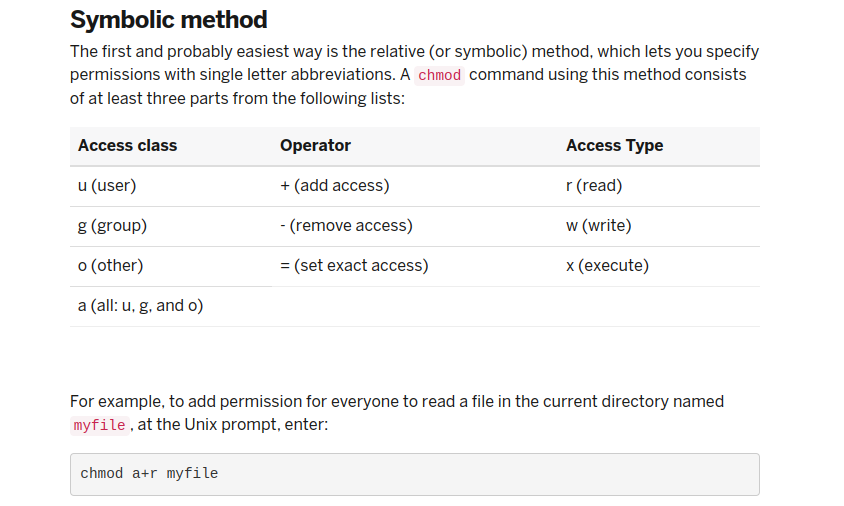 Symbolic method
The first and probably easiest way is the relative (or symbolic) method, which lets you specify
permissions with single letter abbreviations. A chmod command using this method consists
of at least three parts from the following lists:
Access class Operator Access Type
u (user) + (add access) r (read)
g (group) - (remove access) w (write)
o (other) = (set exact access) x (execute)
a (all: u, g, and o)
For example, to add permission for everyone to read a file in the current directory named
myfile , at the Unix prompt, enter:
chmod a+r myfile